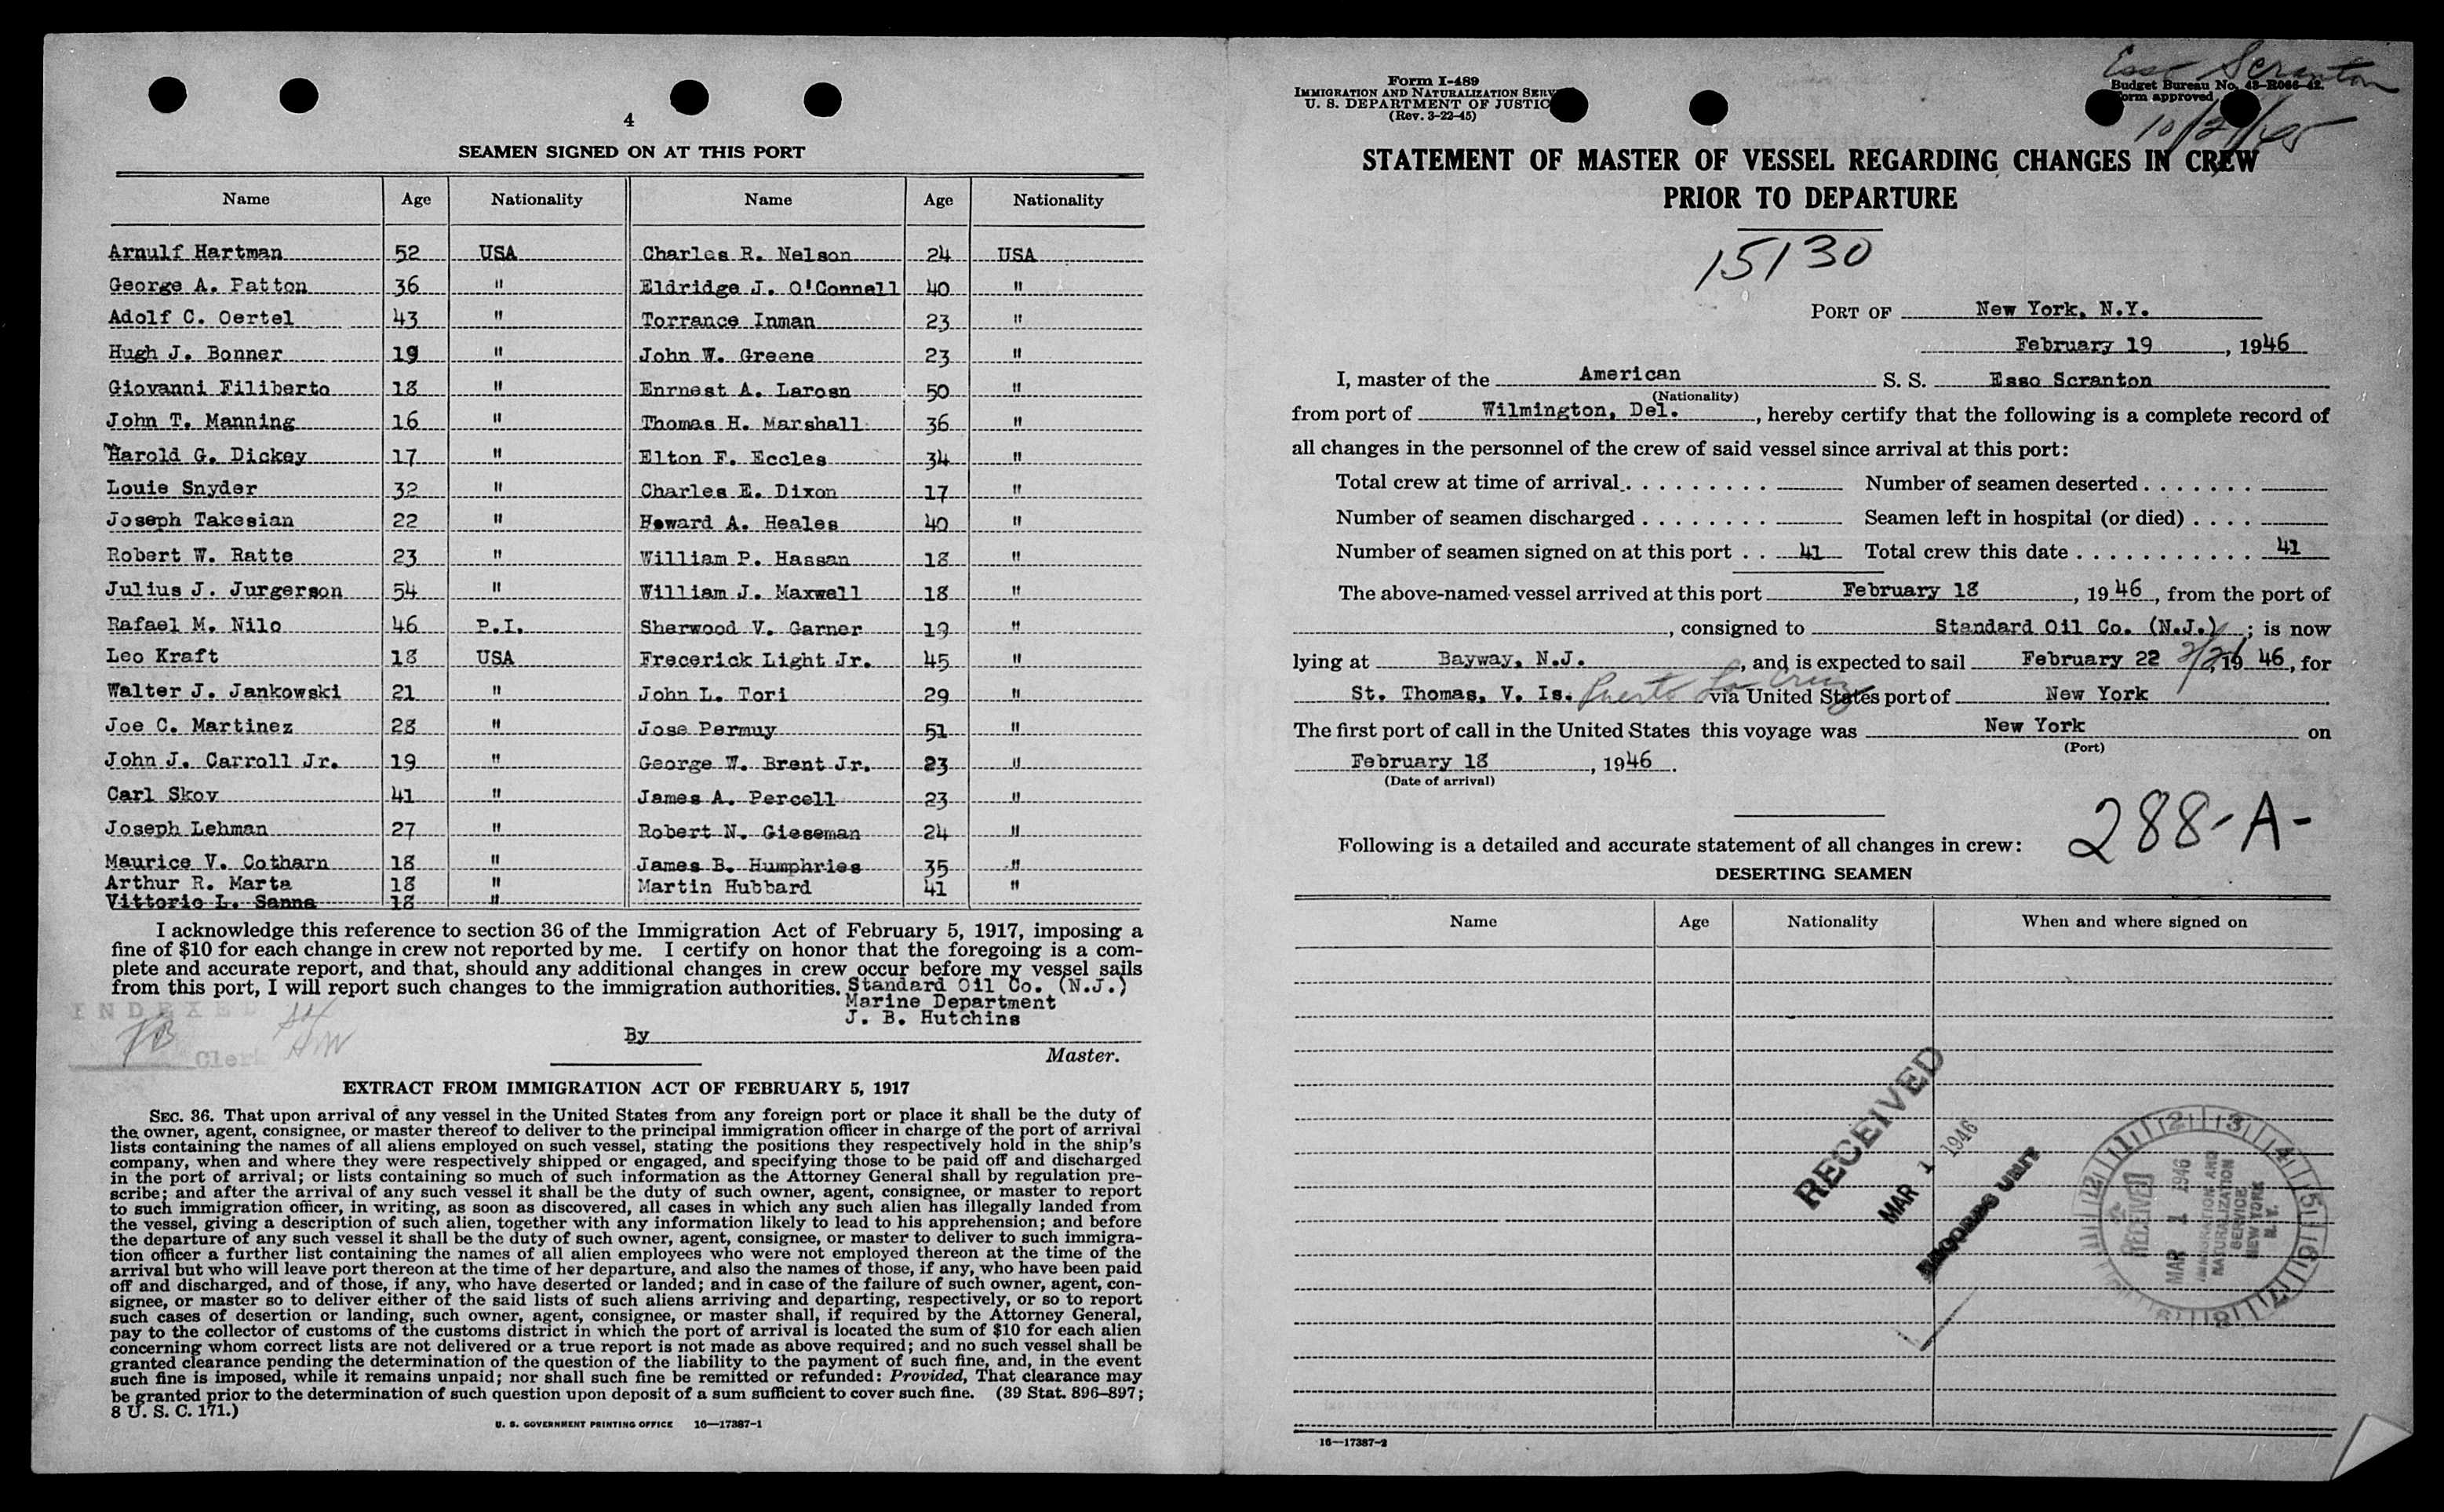 4
SEAMEN SIGNED ON AT THIS PORT
Name Age Nationality Name Age Nationality
Arnulf Hartman 52 USA Charles R. Nelson 24 USA
George A. Patton 36 " Eldridge J. O'Connell 40 "
Adolf C. Oertel 43 " Torrance Inman 23 "
Hugh J. Bonner 19 " John W. Greene 23 "
Giovanni Filiberto 18 " Enrnest A. Larosn 50 "
John T. Manning 16 " Thomas H. Marshall 36 "
Harold G. Dickey 17 " Elton F. Eccles 34 "
Louie Snyder 32 " Charles E. Dixon 17 "
Joseph Takesian 22 " Howard A. Heales 40 "
Robert W. Ratte 23 " William P. Hassan 18 "
Julius J. Jurgerson 54 " William J. Maxwell 18 "
Rafael M. Nilo 46 P.I. Sherwood V. Garner 19 "
Leo Kraft 18 USA Frecerick Light Jr. 45 "
Walter J. Jankowski 21 " John L. Tori 29 "
Joe C. Martinez 28 " Jose Permuy 51 "
John J. Carroll Jr. 19 " George W. Brent Jr. 23 "
Carl Skov 41 " James A. Percell 23 "
Joseph Lehman 27 " Robert N. Gieseman 24 "
Maurice V. Cotharn 18 " James B. Humphries 35 "
Arthur R. Marta 18 " Martin Hubbard 41 "
Vittorio L. Sanna 18 "
I acknowledge this reference to section 36 of the Immigration Act of February 5, 1917, imposing a
fine of $10 for each change in crew not reported by me. I certify on honor that the foregoing is a com-
plete and accurate report, and that, should any additional changes in crew occur before my vessel sails
from this port, I will report such changes to the immigration authorities. Standard Oil Co. (N.J.)
Marine Department
J. B. Hutchins
INDEXED
Clerk
By
Master.
EXTRACT FROM IMMIGRATION ACT OF FEBRUARY 5, 1917
SEC. 36. That upon arrival of any vessel in the United States from any foreign port or place it shall be the duty of
the owner, agent, consignee, or master thereof to deliver to the principal immigration officer in charge of the port of arrival
lists containing the names of all aliens employed on such vessel, stating the positions they respectively hold in the ship's
company, when and where they were respectively shipped or engaged, and specifying those to be paid off and discharged
in the port of arrival; or lists containing so much of such information as the Attorney General shall by regulation pre-
scribe; and after the arrival of any such vessel it shall be the duty of such owner, agent, consignee, or master to report
to such immigration officer, in writing, as soon as discovered, all cases in which any such alien has illegally landed from
the vessel, giving a description of such alien, together with any information likely to lead to his apprehension; and before
the departure of any such vessel it shall be the duty of such owner, agent, consignee, or master to deliver to such immigra-
tion officer a further list containing the names of all alien employees who were not employed thereon at the time of the
arrival but who will leave port thereon at the time of her departure, and also the names of those, if any, who have been paid
off and discharged, and of those, if any, who have deserted or landed; and in case of the failure of such owner, agent, con-
signee, or master so to deliver either of the said lists of such aliens arriving and departing, respectively, or so to report
such cases of desertion or landing, such owner, agent, consignee, or master shall, if required by the Attorney General,
pay to the collector of customs of the customs district in which the port of arrival is located the sum of $10 for each alien
concerning whom correct lists are not delivered or a true report is not made as above required; and no such vessel shall be
granted clearance pending the determination of the question of the liability to the payment of such fine, and, in the event
such fine is imposed, while it remains unpaid; nor shall such fine be remitted or refunded: Provided, That clearance may
be granted prior to the determination of such question upon deposit of a sum sufficient to cover such fine. (39 Stat. 896–897;
8 U. S. C. 171.)
U. S. GOVERNMENT PRINTING OFFICE 16—17387-1
Form I-489
IMMIGRATION AND NATURALIZATION SERV
U. S. DEPARTMENT OF JUSTIC
(Rev. 3-22-45)
Esso Scranton
Budget Bureau No. 43-R066-42.
orm approved
10/2/45
STATEMENT OF MASTER OF VESSEL REGARDING CHANGES IN CREW
PRIOR TO DEPARTURE
15130
PORT OF New York, N.Y.
February 19, 1946
I, master of the American S. S. Esso Scranton
(Nationality)
from port of Wilmington, Del., hereby certify that the following is a complete record of
all changes in the personnel of the crew of said vessel since arrival at this port:
Total crew at time of arrival Number of seamen deserted
Number of seamen discharged Seamen left in hospital (or died)
Number of seamen signed on at this port 41 Total crew this date 41
The above-named vessel arrived at this port February 18, 1946, from the port of
, consigned to Standard Oil Co. (N.J.); is now
lying at Bayway, N.J., and is expected to sail February 22 2/21 , 1946, for
St. Thomas, V. Is. Puerto La Cruz via United States port of New York
The first port of call in the United States this voyage was New York on
(Port)
February 18, 1946.
(Date of arrival)
288-A-
Following is a detailed and accurate statement of all changes in crew:
DESERTING SEAMEN
Name Age Nationality When and where signed on
RECEIVED
MAR 1 1946
RECORDS UNIT
RECEIVED
MAR 1 1946
IMMIGRATION AND
NATURALIZATION
SERVICE
NEW YORK
N.Y.
12 11 2 3 4 5 6 7 8 9
16—17387-2